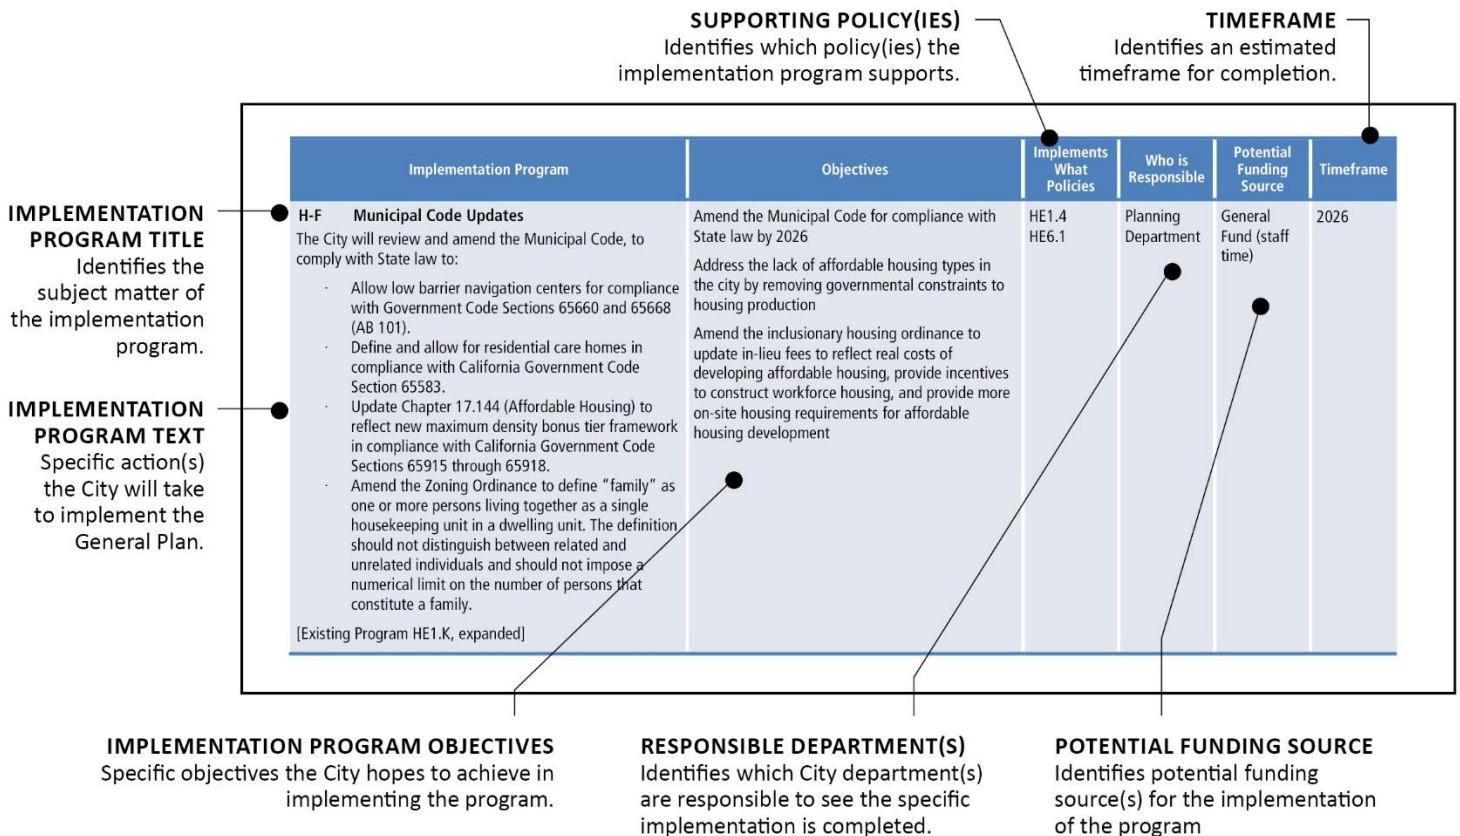 SUPPORTING POLICY(IES)
Identifies which policy(ies) the
implementation program supports.
TIMEFRAME
Identifies an estimated
timeframe for completion.
IMPLEMENTATION
PROGRAM TITLE
Identifies the
subject matter of
the implementation
program.
IMPLEMENTATION
PROGRAM TEXT
Specific action(s)
the City will take
to implement the
General Plan.
Implementation Program
Objectives
Implements
What
Policies
Who is
Responsible
Potential
Funding
Source
Timeframe
H-F Municipal Code Updates
The City will review and amend the Municipal Code, to
comply with State law to:
· Allow low barrier navigation centers for compliance
with Government Code Sections 65660 and 65668
(AB 101).
· Define and allow for residential care homes in
compliance with California Government Code
Section 65583.
· Update Chapter 17.144 (Affordable Housing) to
reflect new maximum density bonus tier framework
in compliance with California Government Code
Sections 65915 through 65918.
· Amend the Zoning Ordinance to define “family” as
one or more persons living together as a single
housekeeping unit in a dwelling unit. The definition
should not distinguish between related and
unrelated individuals and should not impose a
numerical limit on the number of persons that
constitute a family.
[Existing Program HE1.K, expanded]
Amend the Municipal Code for compliance with
State law by 2026
Address the lack of affordable housing types in
the city by removing governmental constraints to
housing production
Amend the inclusionary housing ordinance to
update in-lieu fees to reflect real costs of
developing affordable housing, provide incentives
to construct workforce housing, and provide more
on-site housing requirements for affordable
housing development
HE1.4
HE6.1
Planning
Department
General
Fund (staff
time)
2026
IMPLEMENTATION PROGRAM OBJECTIVES
Specific objectives the City hopes to achieve in
implementing the program.
RESPONSIBLE DEPARTMENT(S)
Identifies which City department(s)
are responsible to see the specific
implementation is completed.
POTENTIAL FUNDING SOURCE
Identifies potential funding
source(s) for the implementation
of the program